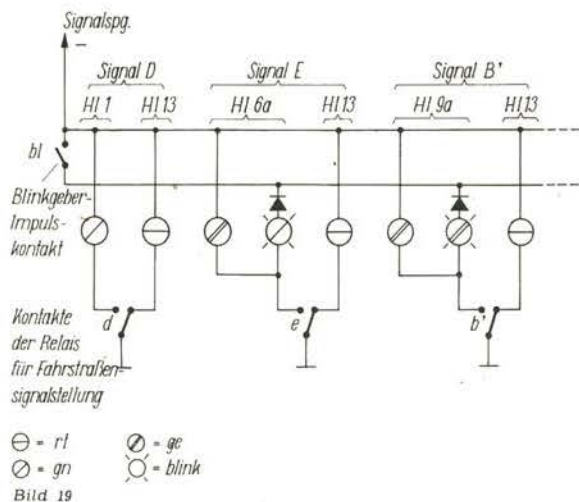 Signalspg.
–
Signal D Signal E Signal B'
Hl 1 Hl 13 Hl 6a Hl 13 Hl 9a Hl 13
bl
Blinkgeber-
Impuls-
kontakt
d e b'
Kontakte
der Relais
für Fahrstraßen-
signalstellung
= rt = ge
= gn = blink
Bild 19